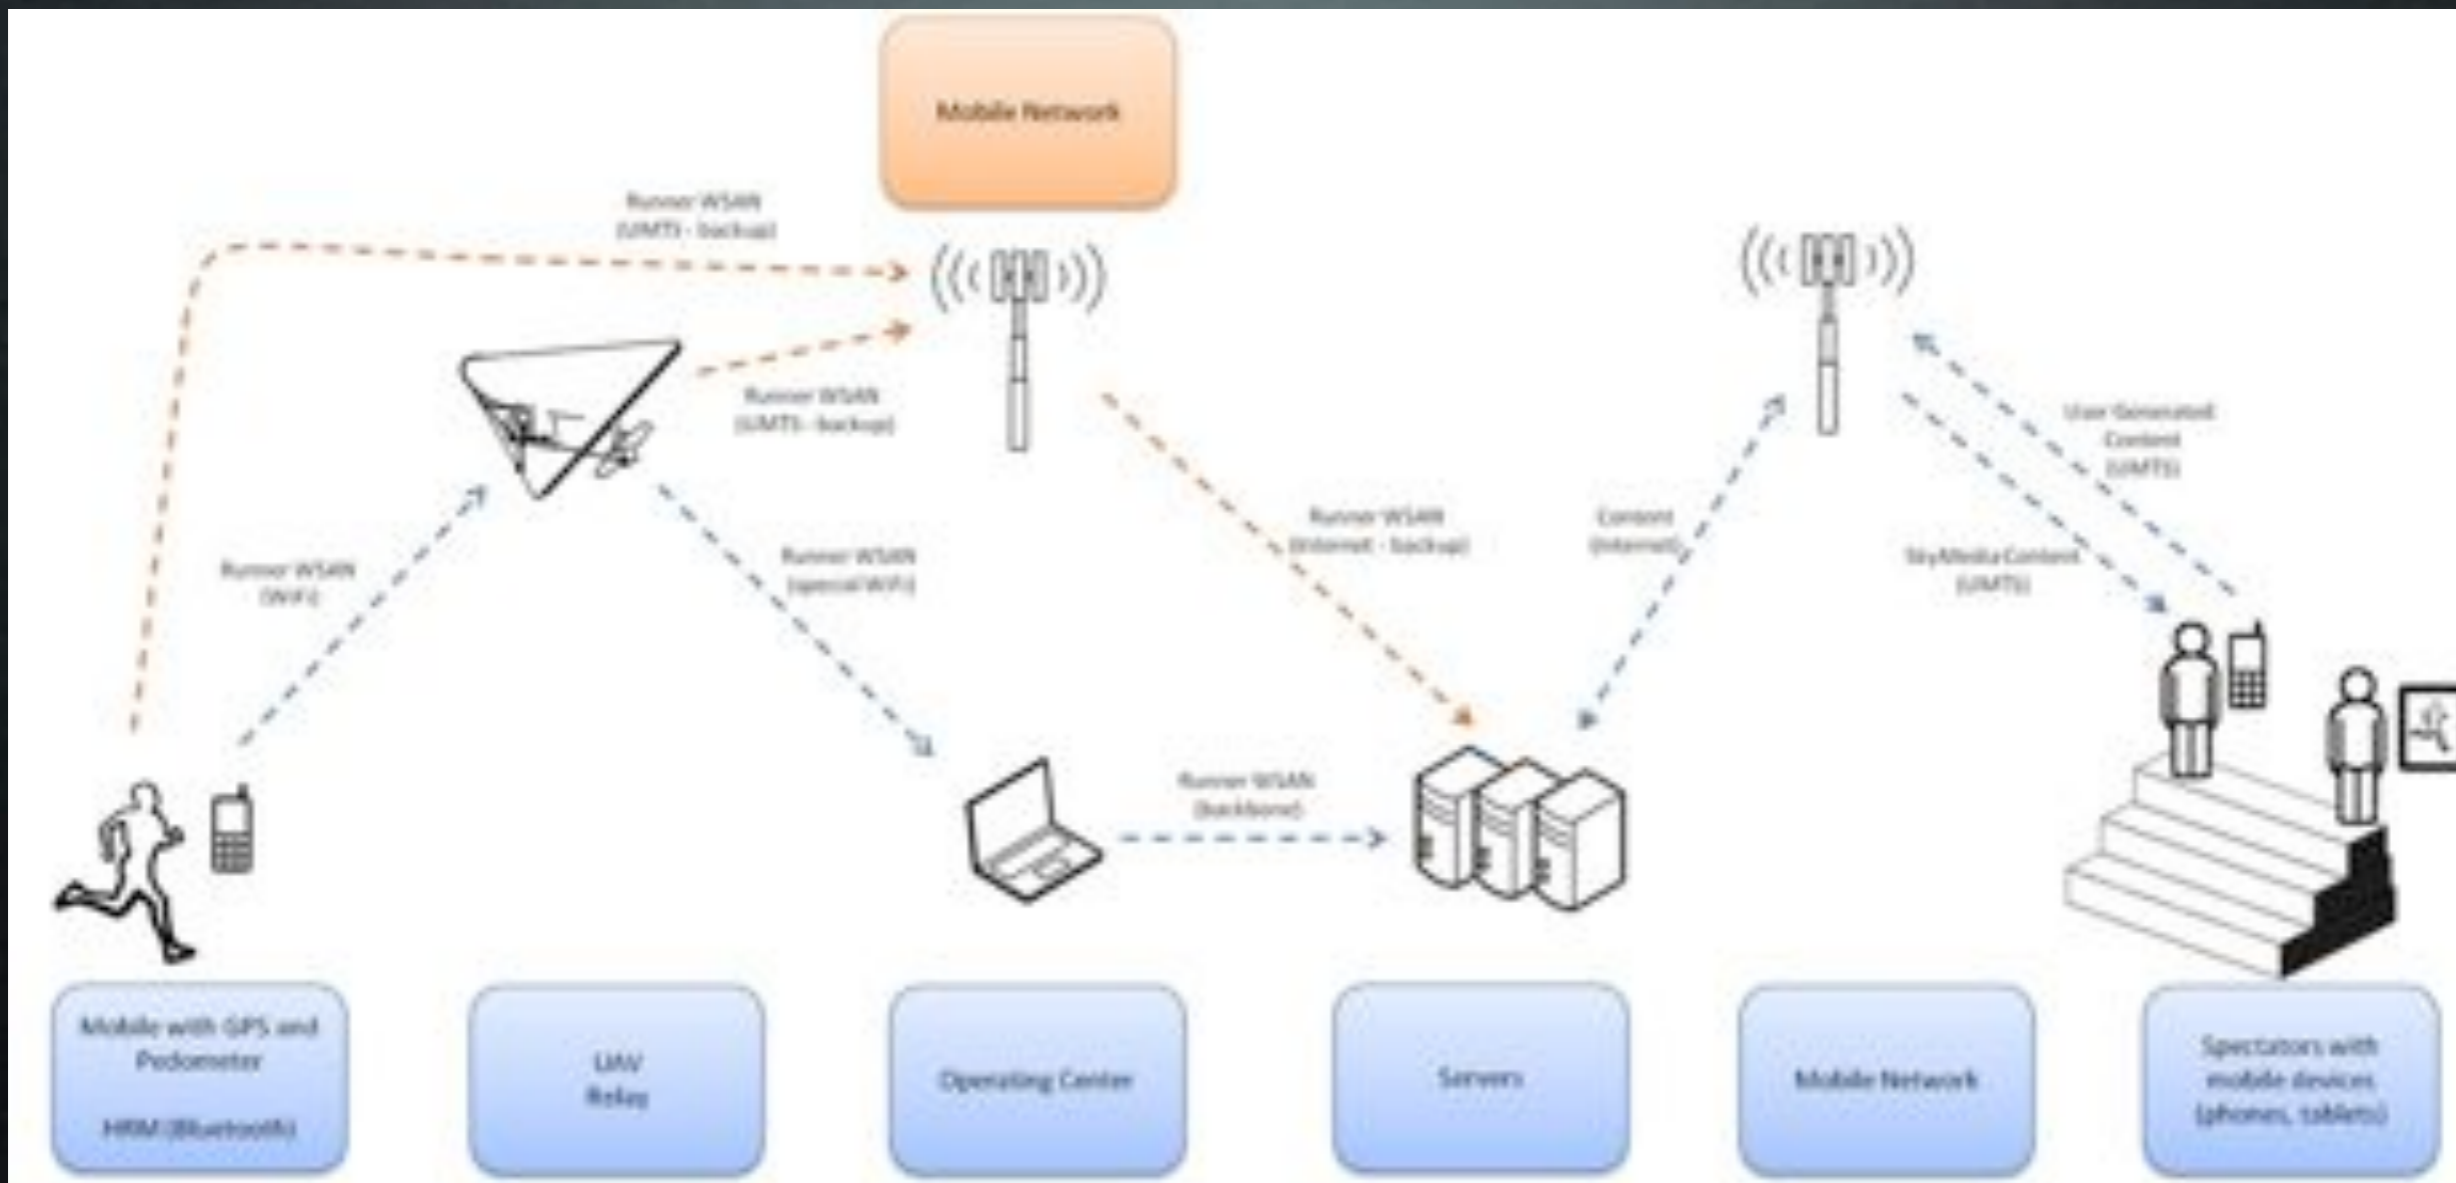 Mobile Network
Runner WSAN
(UMTS - backup)
Runner WSAN
(UMTS - backup)
User Generated
Content
(UMTS)
Runner WSAN
(Internet - backup)
Content
(Internet)
Runner WSAN
(WiFi)
Runner WSAN
(special WiFi)
SkyMedia Content
(UMTS)
Runner WSAN
(backbone)
Mobile with GPS and
Pedometer
HRM (Bluetooth)
UAV
Relay
Operating Center
Servers
Mobile Network
Spectators with
mobile devices
(phones, tablets)